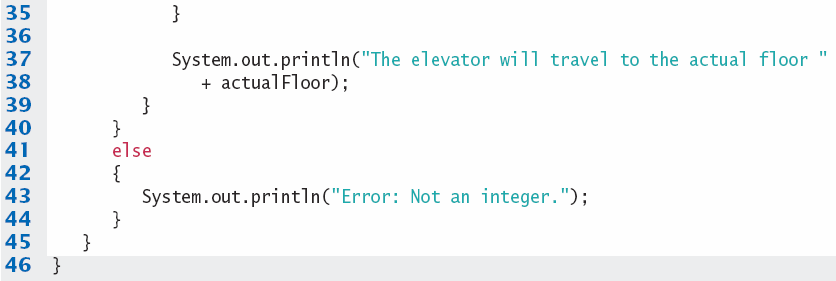 35             }
36
37             System.out.println("The elevator will travel to the actual floor "
38                + actualFloor);
39          }
40       }
41       else
42       {
43          System.out.println("Error: Not an integer.");
44       }
45    }
46 }